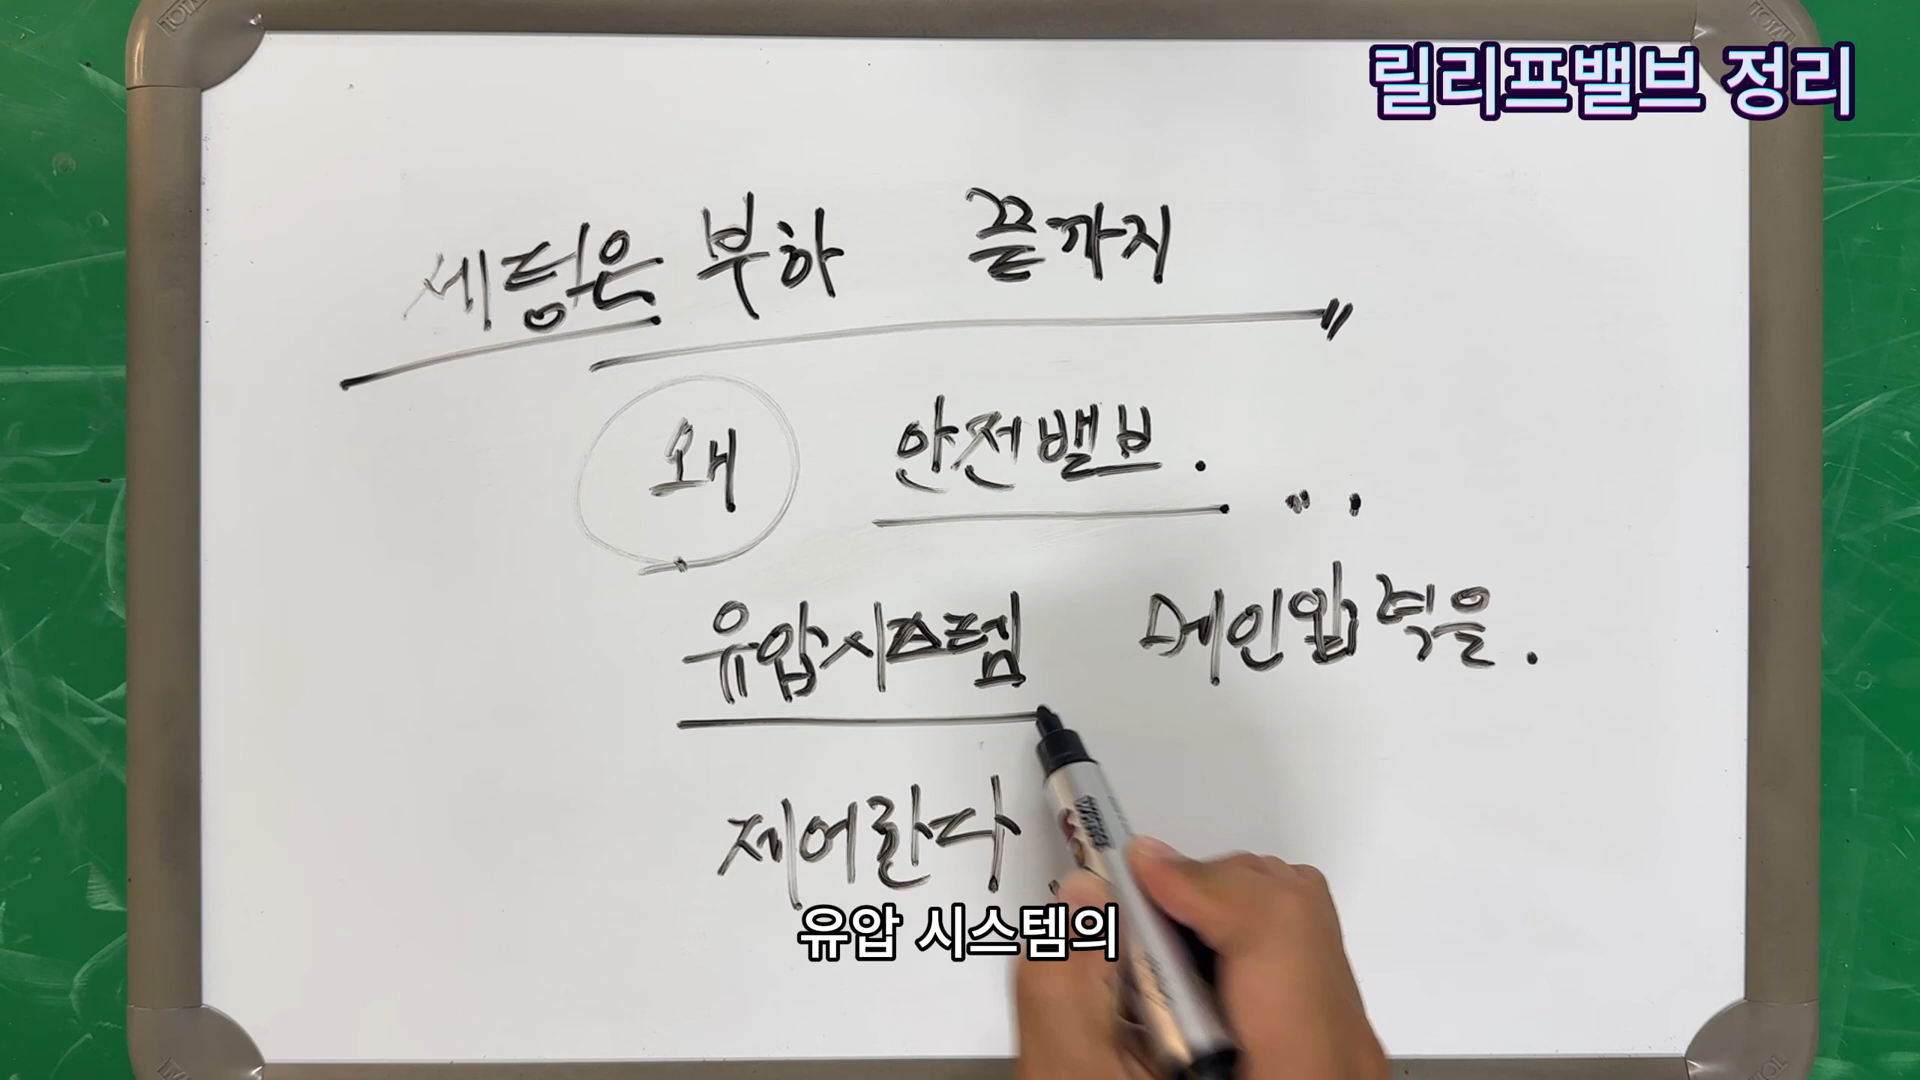 릴리프밸브 정리
세팅은 부하 끝까지
왜 안전밸브.
유압시스템 메인압력을.
제어한다.
유압 시스템의